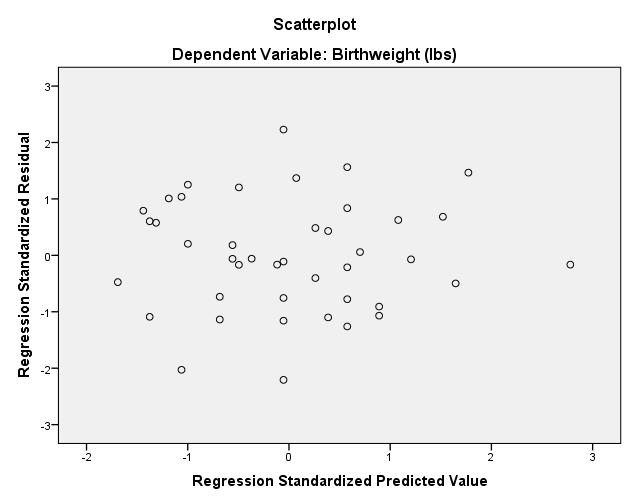 Scatterplot
Dependent Variable: Birthweight (lbs)
Regression Standardized Residual
3
2
1
0
-1
-2
-3
-2 -1 0 1 2 3
Regression Standardized Predicted Value